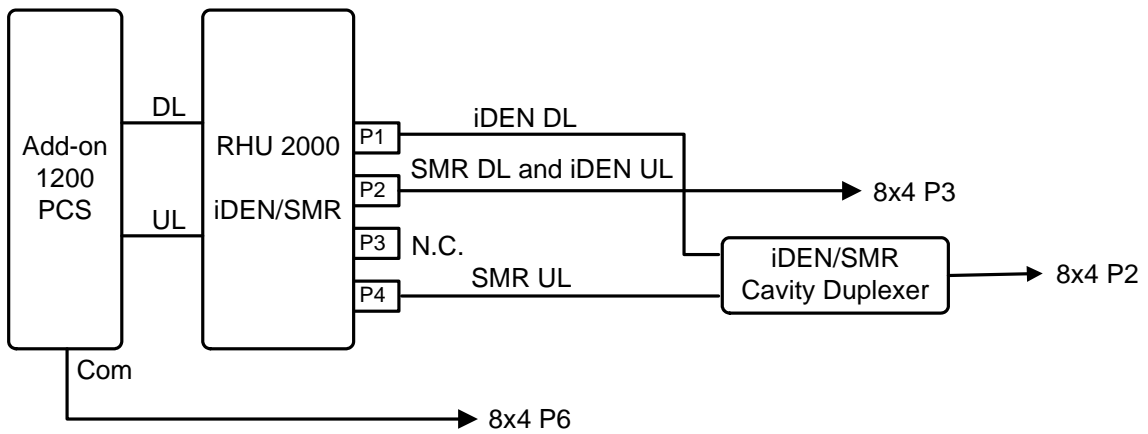 Add-on
1200
PCS
DL
UL
Com
RHU 2000
iDEN/SMR
P1
P2
P3
P4
iDEN DL
SMR DL and iDEN UL
N.C.
SMR UL
iDEN/SMR
Cavity Duplexer
8x4 P3
8x4 P2
8x4 P6